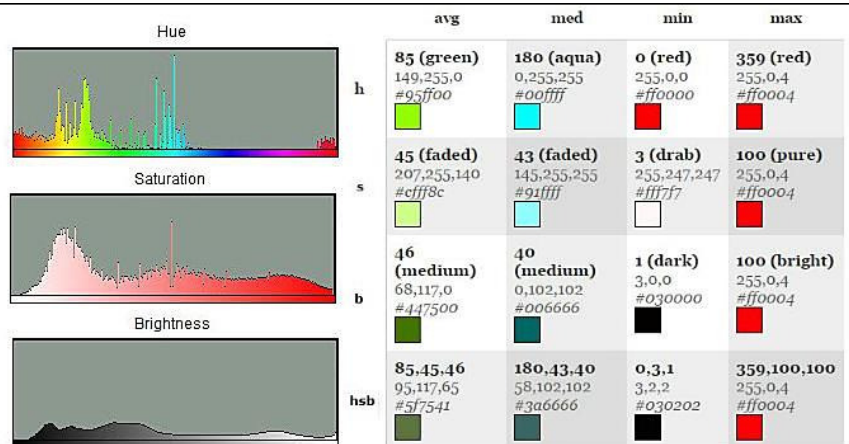 avg med min max
Hue
h
85 (green)
149,255,0
#95ff00
180 (aqua)
0,255,255
#00ffff
0 (red)
255,0,0
#ff0000
359 (red)
255,0,4
#ff0004
Saturation
s
45 (faded)
207,255,140
#cfff8c
43 (faded)
145,255,255
#91ffff
3 (drab)
255,247,247
#fff7f7
100 (pure)
255,0,4
#ff0004
b
46
(medium)
68,117,0
#447500
40
(medium)
0,102,102
#006666
1 (dark)
3,0,0
#030000
100 (bright)
255,0,4
#ff0004
Brightness
hsb
85,45,46
95,117,65
#5f7541
180,43,40
58,102,102
#3a6666
0,3,1
3,2,2
#030202
359,100,100
255,0,4
#ff0004